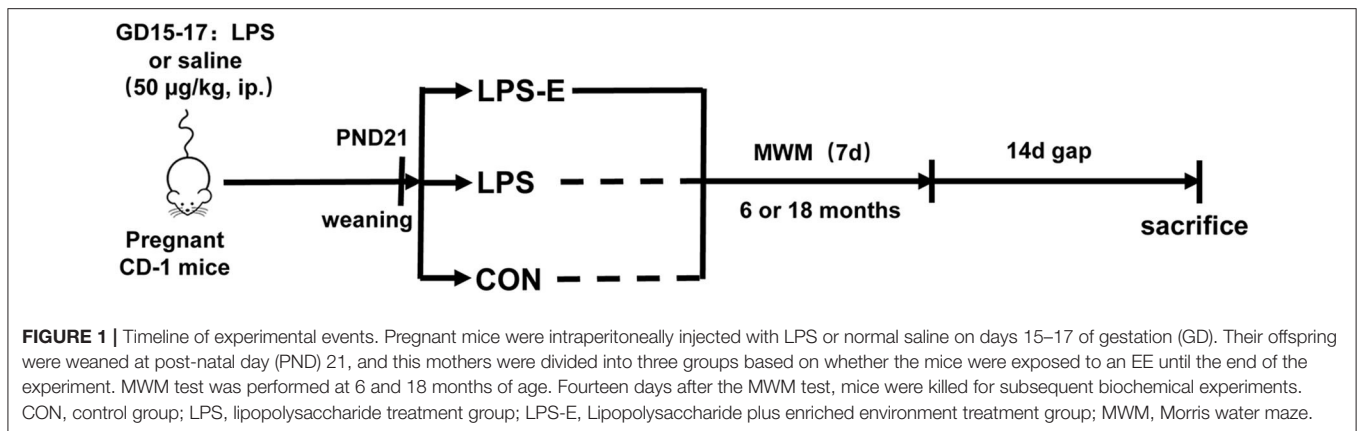 GD15-17：LPS
or saline
(50 μg/kg, ip.)
Pregnant
CD-1 mice
PND21
weaning
LPS-E
LPS
CON
MWM (7d)
6 or 18 months
14d gap
sacrifice
FIGURE 1 | Timeline of experimental events. Pregnant mice were intraperitoneally injected with LPS or normal saline on days 15–17 of gestation (GD). Their offspring
were weaned at post-natal day (PND) 21, and this mothers were divided into three groups based on whether the mice were exposed to an EE until the end of the
experiment. MWM test was performed at 6 and 18 months of age. Fourteen days after the MWM test, mice were killed for subsequent biochemical experiments.
CON, control group; LPS, lipopolysaccharide treatment group; LPS-E, Lipopolysaccharide plus enriched environment treatment group; MWM, Morris water maze.